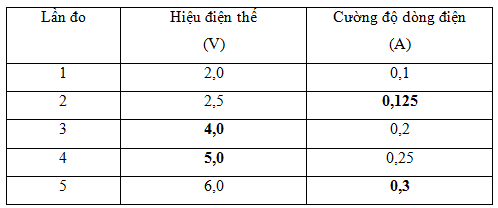 Lần đo Hiệu điện thế Cường độ dòng điện
(V) (A)
1 2,0 0,1
2 2,5 0,125
3 4,0 0,2
4 5,0 0,25
5 6,0 0,3